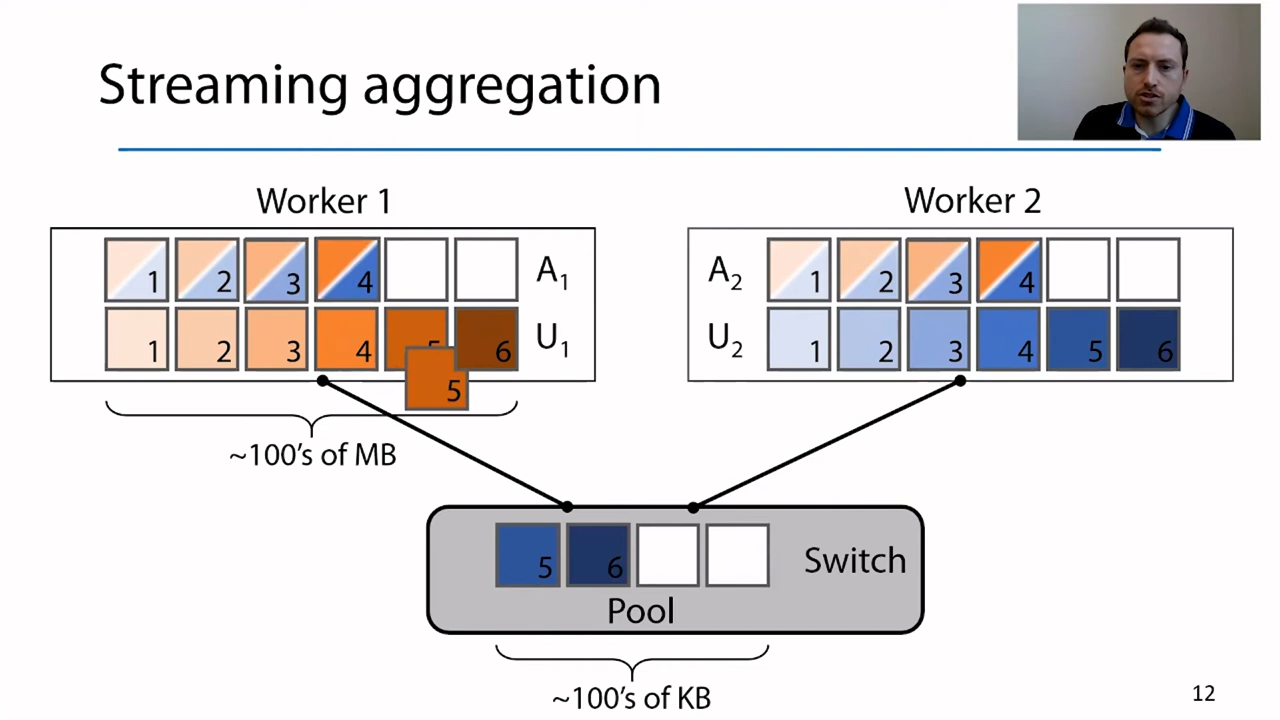 Streaming aggregation
Worker 1
Worker 2
1 2 3 4 A1
1 2 3 4 A2
1 2 3 4 5 6 U1
1 2 3 4 5 6 U2
5
~100's of MB
5 6 Switch
Pool
~100's of KB
12